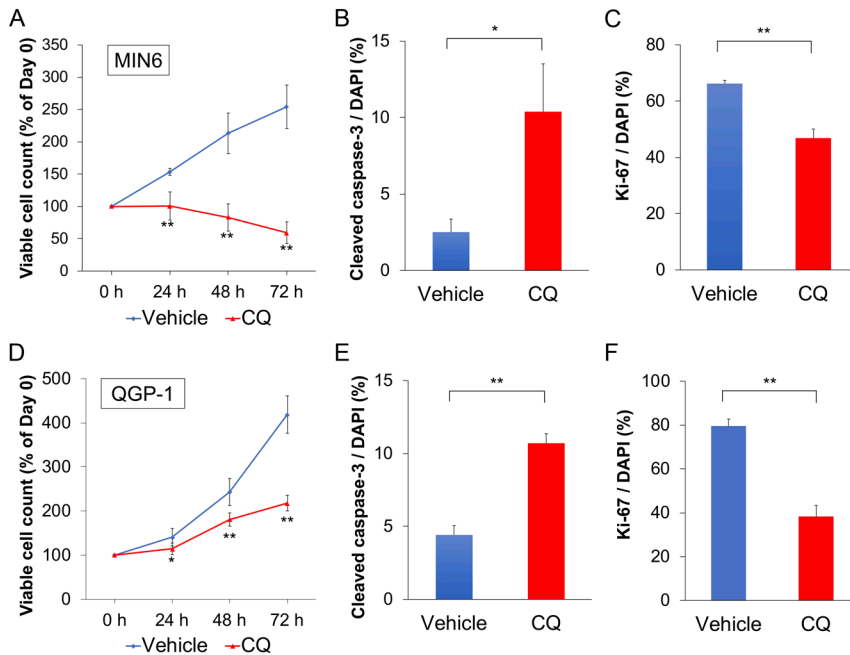 A
MIN6
Viable cell count (% of Day 0)
350
300
250
200
150
100
50
0
** ** **
0 h 24 h 48 h 72 h
Vehicle CQ
B
Cleaved caspase-3 / DAPI (%)
15
10
5
0
*
Vehicle CQ
C
Ki-67 / DAPI (%)
80
60
40
20
0
**
Vehicle CQ
D
QGP-1
Viable cell count (% of Day 0)
500
400
300
200
100
0
* ** **
0 h 24 h 48 h 72 h
Vehicle CQ
E
Cleaved caspase-3 / DAPI (%)
15
10
5
0
**
Vehicle CQ
F
Ki-67 / DAPI (%)
100
80
60
40
20
0
**
Vehicle CQ